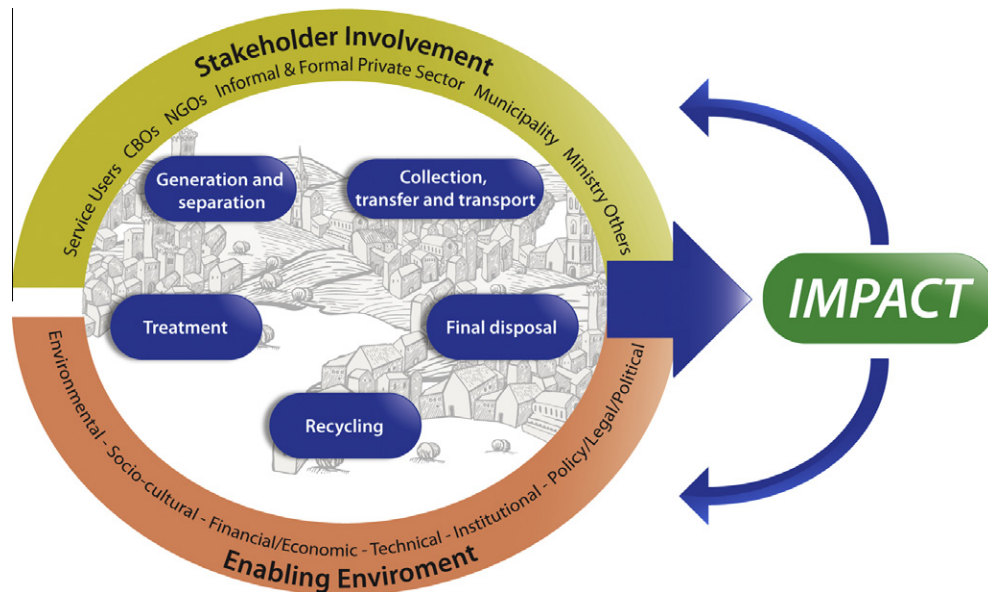 Stakeholder Involvement
Service Users CBOs NGOs Informal & Formal Private Sector Municipality Ministry Others
Generation and
separation
Collection,
transfer and transport
Treatment
Final disposal
Recycling
IMPACT
Environmental - Socio-cultural - Financial/Economic - Technical - Institutional - Policy/Legal/Political
Enabling Enviroment